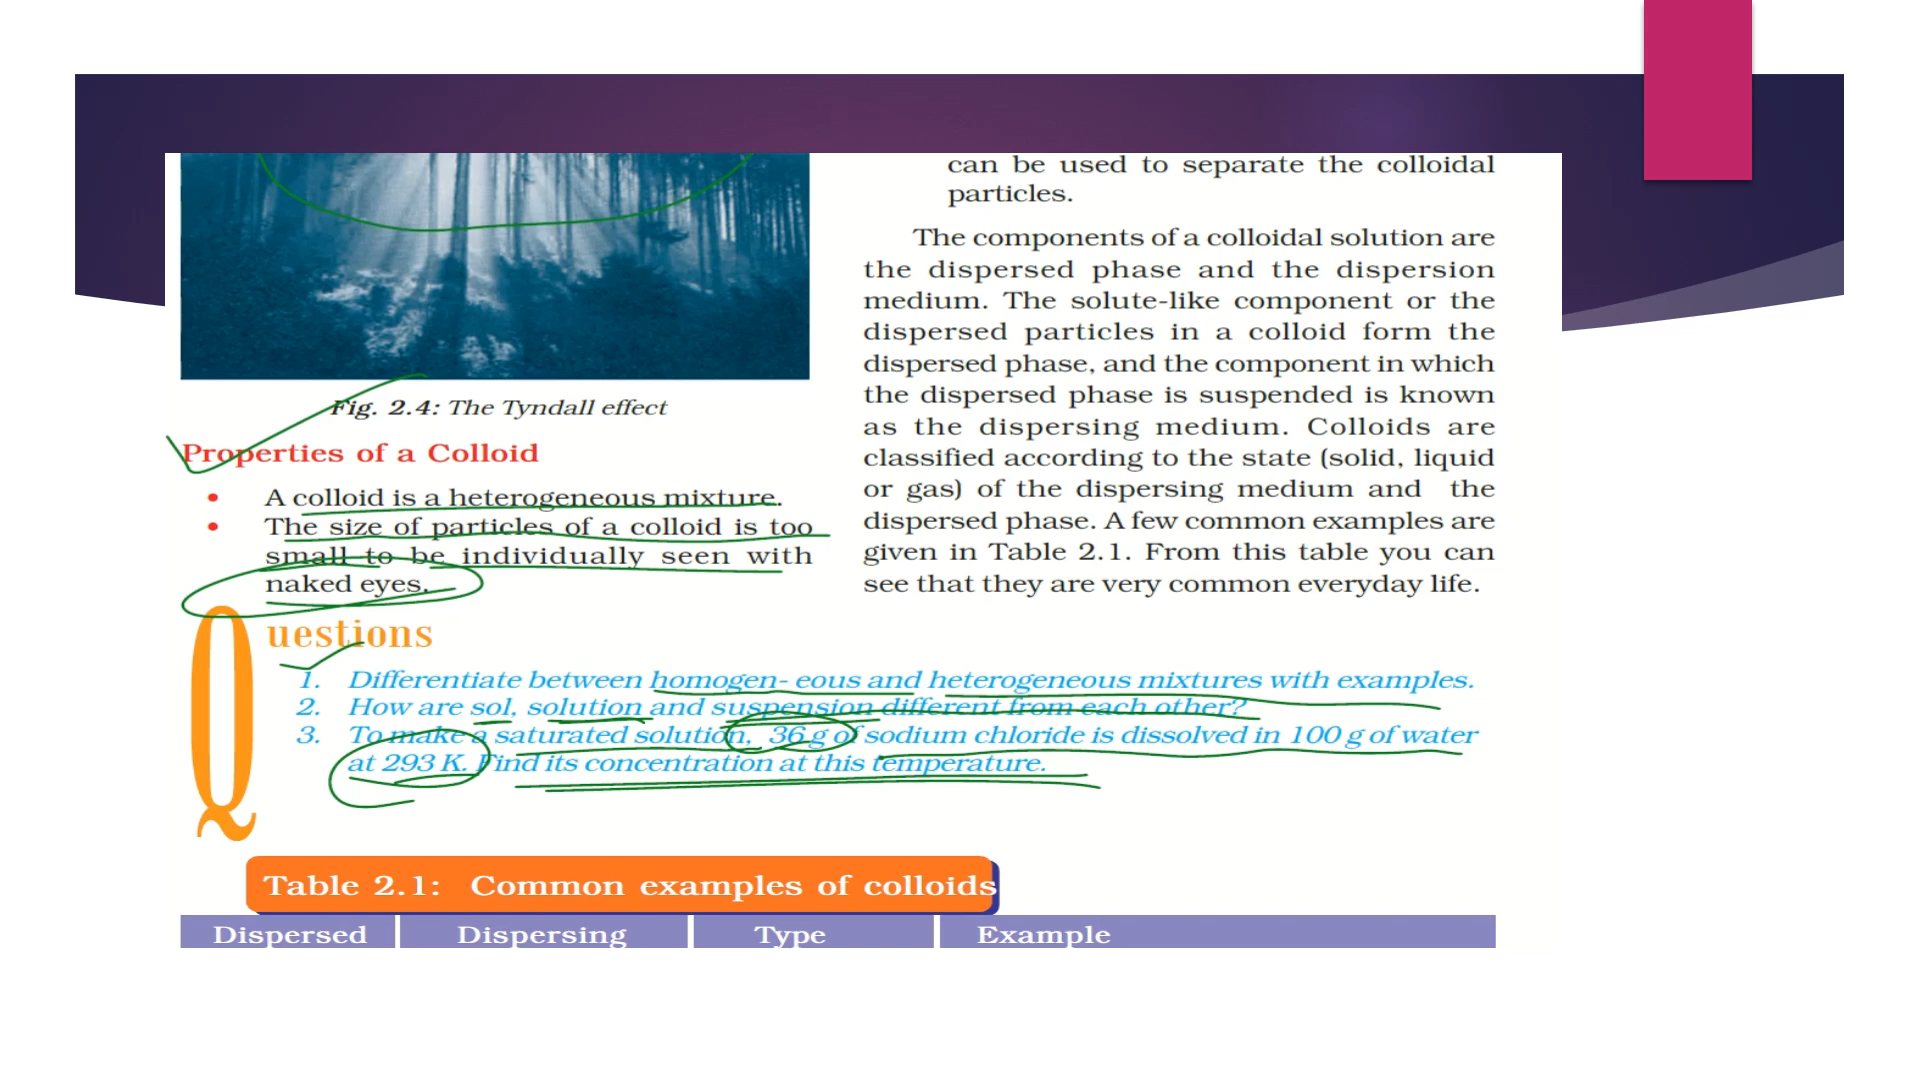 Fig. 2.4: The Tyndall effect
Properties of a Colloid
• A colloid is a heterogeneous mixture.
• The size of particles of a colloid is too
small to be individually seen with
naked eyes.
can be used to separate the colloidal
particles.
The components of a colloidal solution are
the dispersed phase and the dispersion
medium. The solute-like component or the
dispersed particles in a colloid form the
dispersed phase, and the component in which
the dispersed phase is suspended is known
as the dispersing medium. Colloids are
classified according to the state (solid, liquid
or gas) of the dispersing medium and the
dispersed phase. A few common examples are
given in Table 2.1. From this table you can
see that they are very common everyday life.
Questions
1. Differentiate between homogen- eous and heterogeneous mixtures with examples.
2. How are sol, solution and suspension different from each other?
3. To make a saturated solution, 36 g of sodium chloride is dissolved in 100 g of water
at 293 K. Find its concentration at this temperature.
Table 2.1: Common examples of colloids
Dispersed Dispersing Type Example